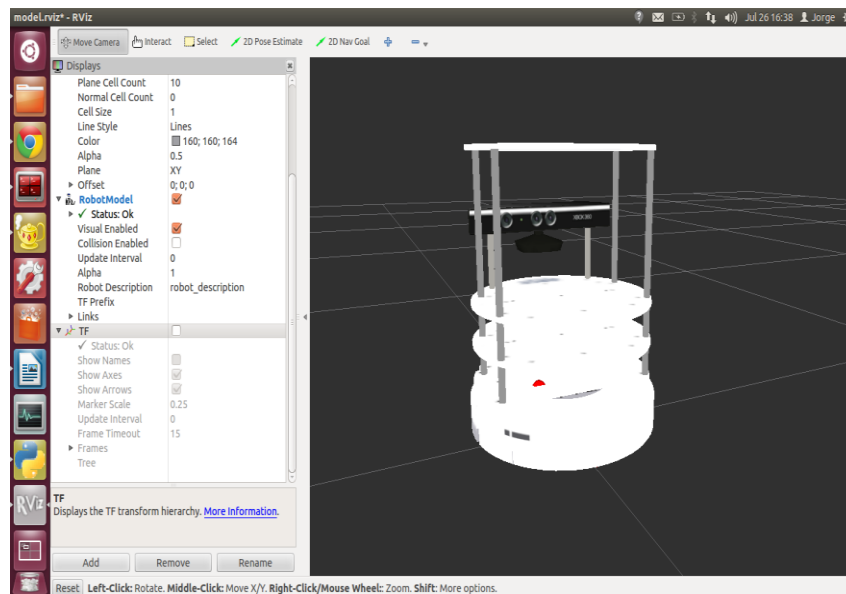 model.rviz* - RViz
Jul 26 16:38 Jorge
Move Camera Interact Select 2D Pose Estimate 2D Nav Goal
Displays
Plane Cell Count 10
Normal Cell Count 0
Cell Size 1
Line Style Lines
Color 160; 160; 164
Alpha 0.5
Plane XY
Offset 0; 0; 0
RobotModel
Status: Ok
Visual Enabled
Collision Enabled
Update Interval 0
Alpha 1
Robot Description robot_description
TF Prefix
Links
TF
Status: Ok
Show Names
Show Axes
Show Arrows
Marker Scale 0.25
Update Interval 0
Frame Timeout 15
Frames
Tree
TF
Displays the TF transform hierarchy. More Information.
Add Remove Rename
Reset Left-Click: Rotate. Middle-Click: Move X/Y. Right-Click/Mouse Wheel:: Zoom. Shift: More options.
RViz
XBOX 360